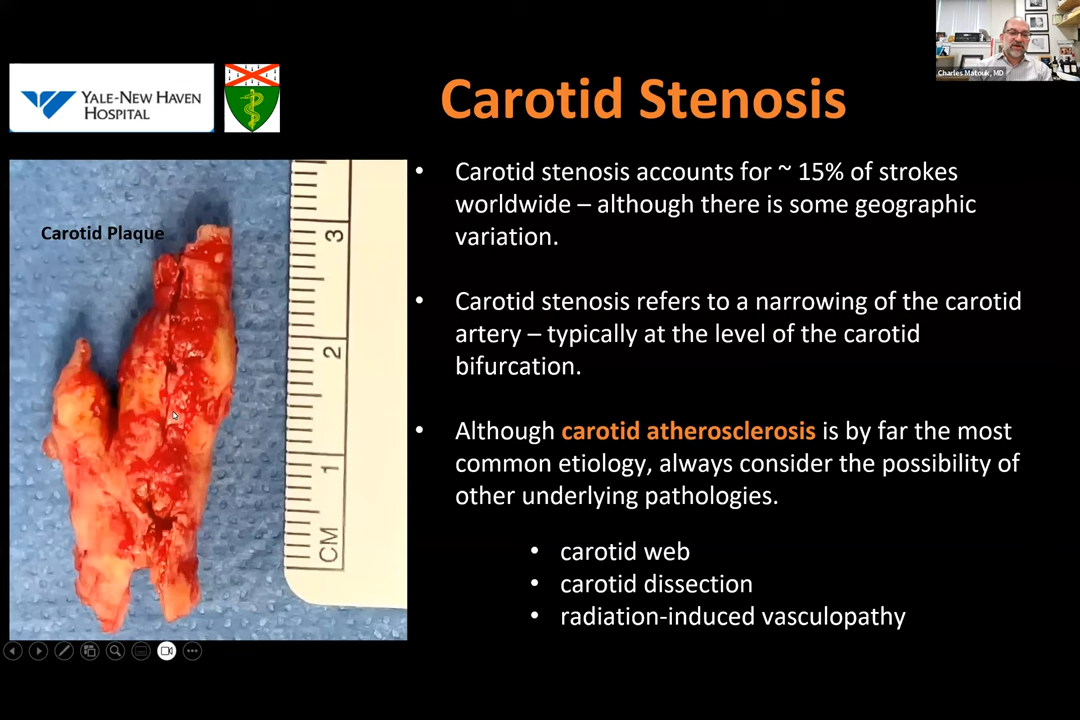 Charles Matouk, MD
YALE-NEW HAVEN
HOSPITAL
Carotid Stenosis
Carotid Plaque
3
2
1
CM
• Carotid stenosis accounts for ~ 15% of strokes
worldwide – although there is some geographic
variation.
• Carotid stenosis refers to a narrowing of the carotid
artery – typically at the level of the carotid
bifurcation.
• Although carotid atherosclerosis is by far the most
common etiology, always consider the possibility of
other underlying pathologies.
• carotid web
• carotid dissection
• radiation-induced vasculopathy